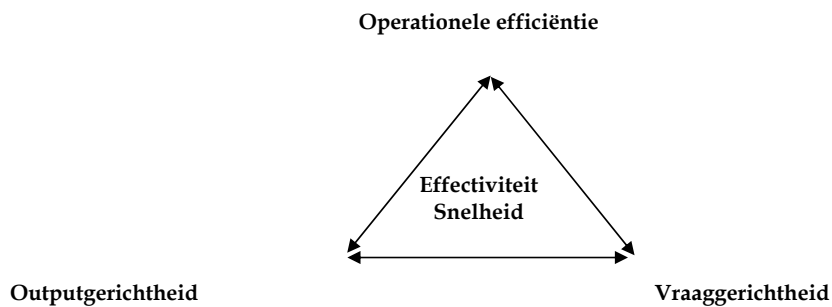 Operationele efficiëntie
Effectiviteit
Snelheid
Outputgerichtheid
Vraaggerichtheid